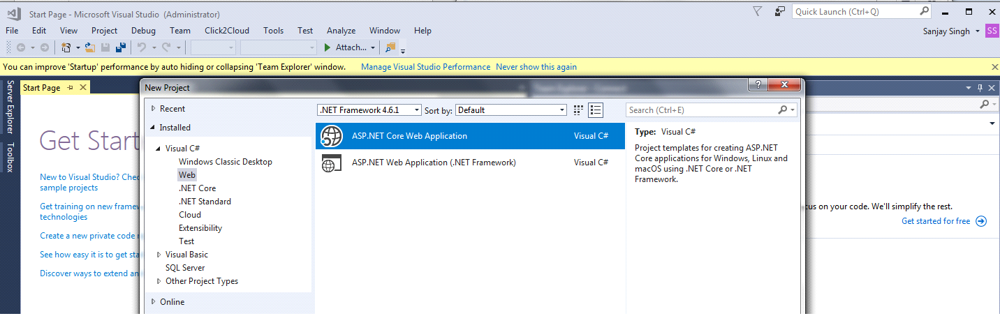 Start Page - Microsoft Visual Studio (Administrator)
Quick Launch (Ctrl+Q)
File Edit View Project Debug Team Click2Cloud Tools Test Analyze Window Help
Sanjay Singh SS
Attach...
You can improve 'Startup' performance by auto hiding or collapsing 'Team Explorer' window. Manage Visual Studio Performance Never show this again
Server Explorer
Toolbox
Start Page
Get Start
New to Visual Studio? Chec
sample projects
Get training on new framew
technologies
Create a new private code
See how easy it is to get sta
Discover ways to extend an
New Project
Recent
Installed
Visual C#
Windows Classic Desktop
Web
.NET Core
.NET Standard
Cloud
Extensibility
Test
Visual Basic
SQL Server
Other Project Types
Online
.NET Framework 4.6.1 Sort by: Default
ASP.NET Core Web Application Visual C#
ASP.NET Web Application (.NET Framework) Visual C#
Search (Ctrl+E)
Type: Visual C#
Project templates for creating ASP.NET
Core applications for Windows, Linux and
macOS using .NET Core or .NET
Framework.
Team Explorer - Connect
cus on your code. We'll simplify the rest.
Get started for free